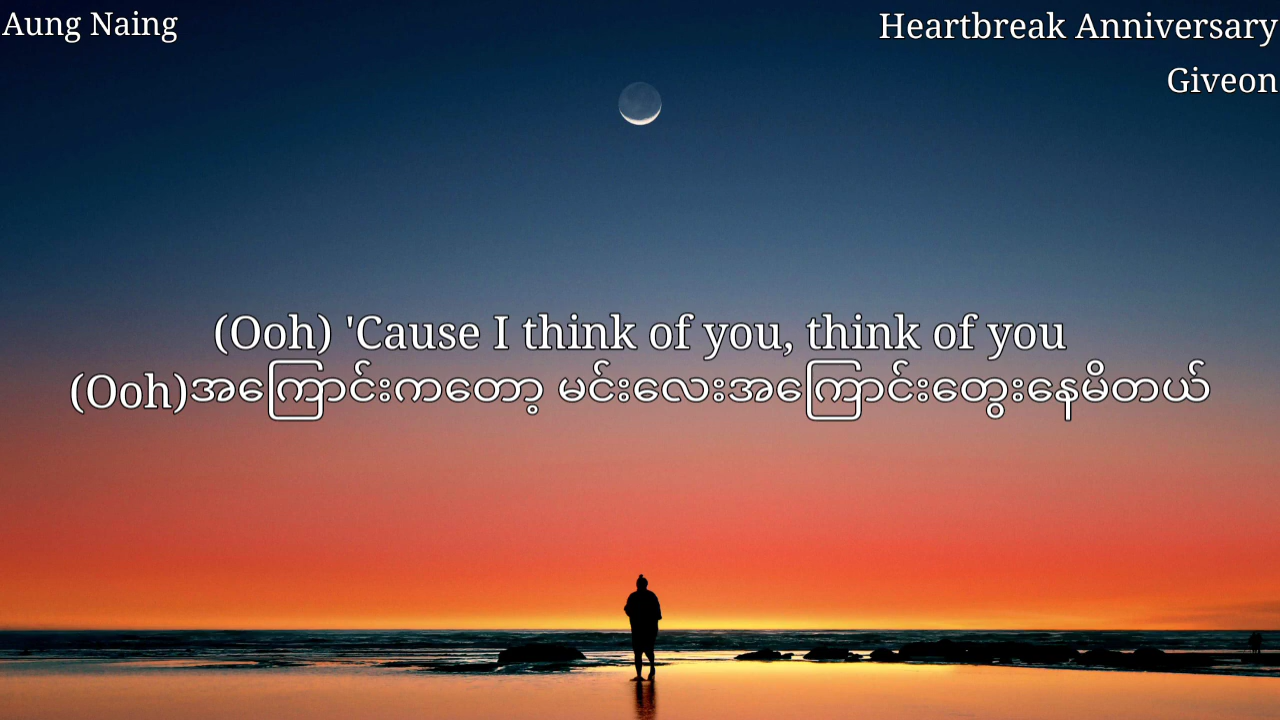 Aung Naing
Heartbreak Anniversary
Giveon
(Ooh) 'Cause I think of you, think of you
(Ooh)အကြောင်းကတော့ မင်းလေးအကြောင်းတွေးနေမိတယ်